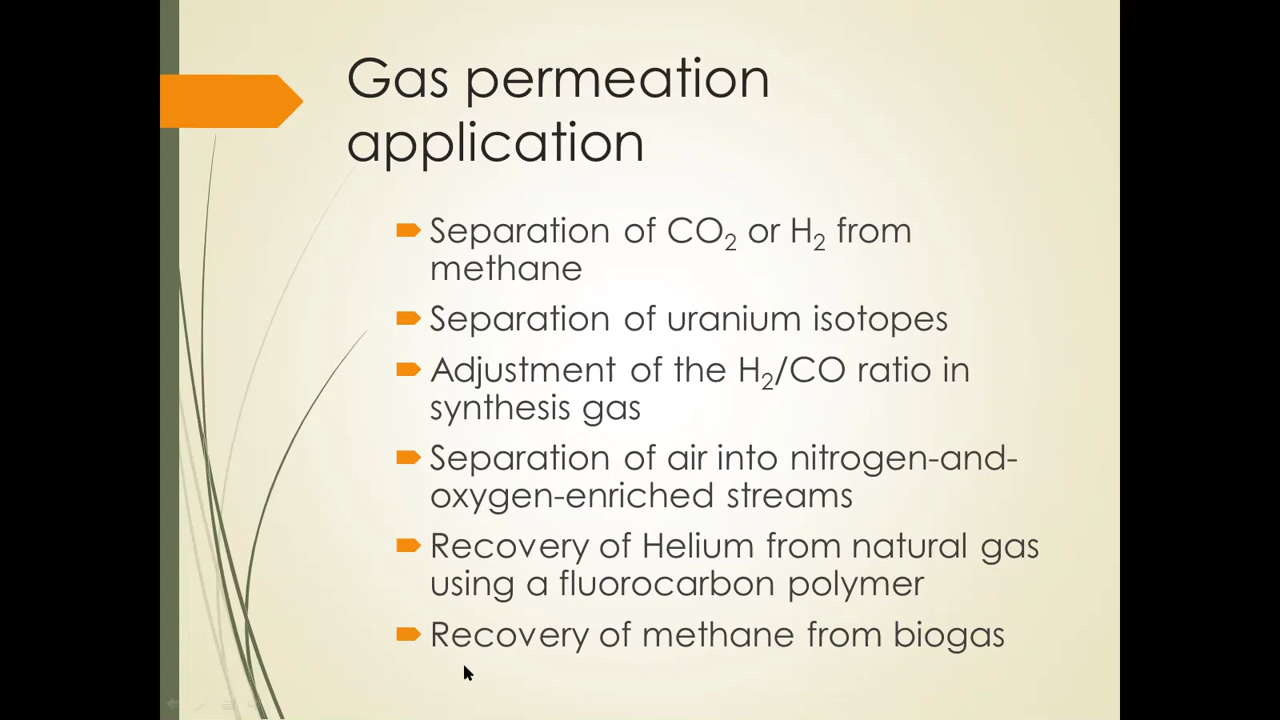 Gas permeation
application
Separation of CO₂ or H₂ from
methane
Separation of uranium isotopes
Adjustment of the H₂/CO ratio in
synthesis gas
Separation of air into nitrogen-and-
oxygen-enriched streams
Recovery of Helium from natural gas
using a fluorocarbon polymer
Recovery of methane from biogas